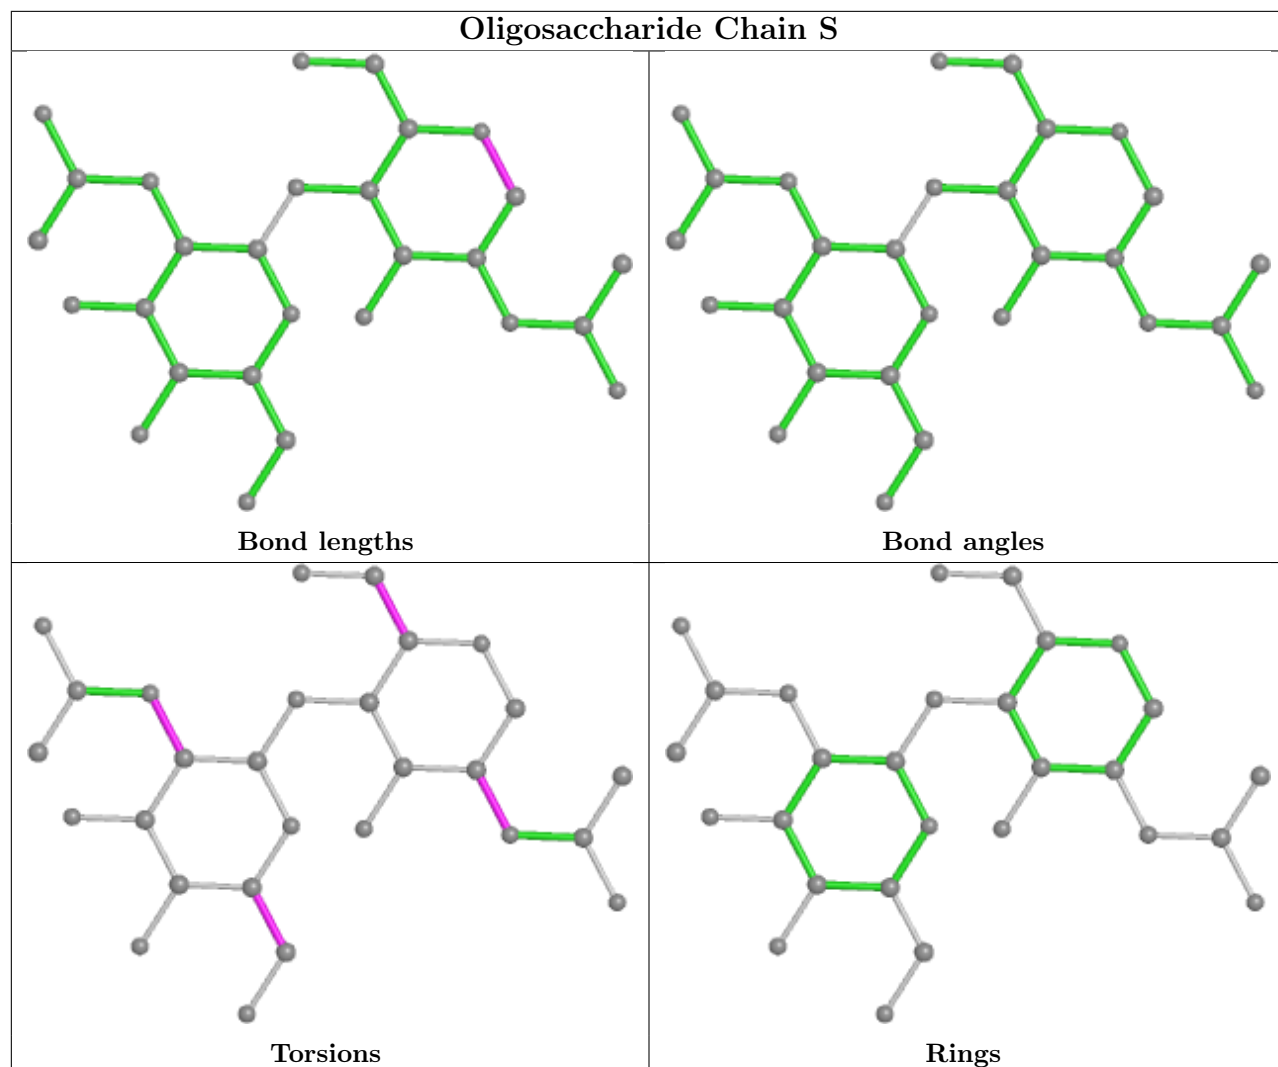 Oligosaccharide Chain S
Bond lengths
Bond angles
Torsions
Rings